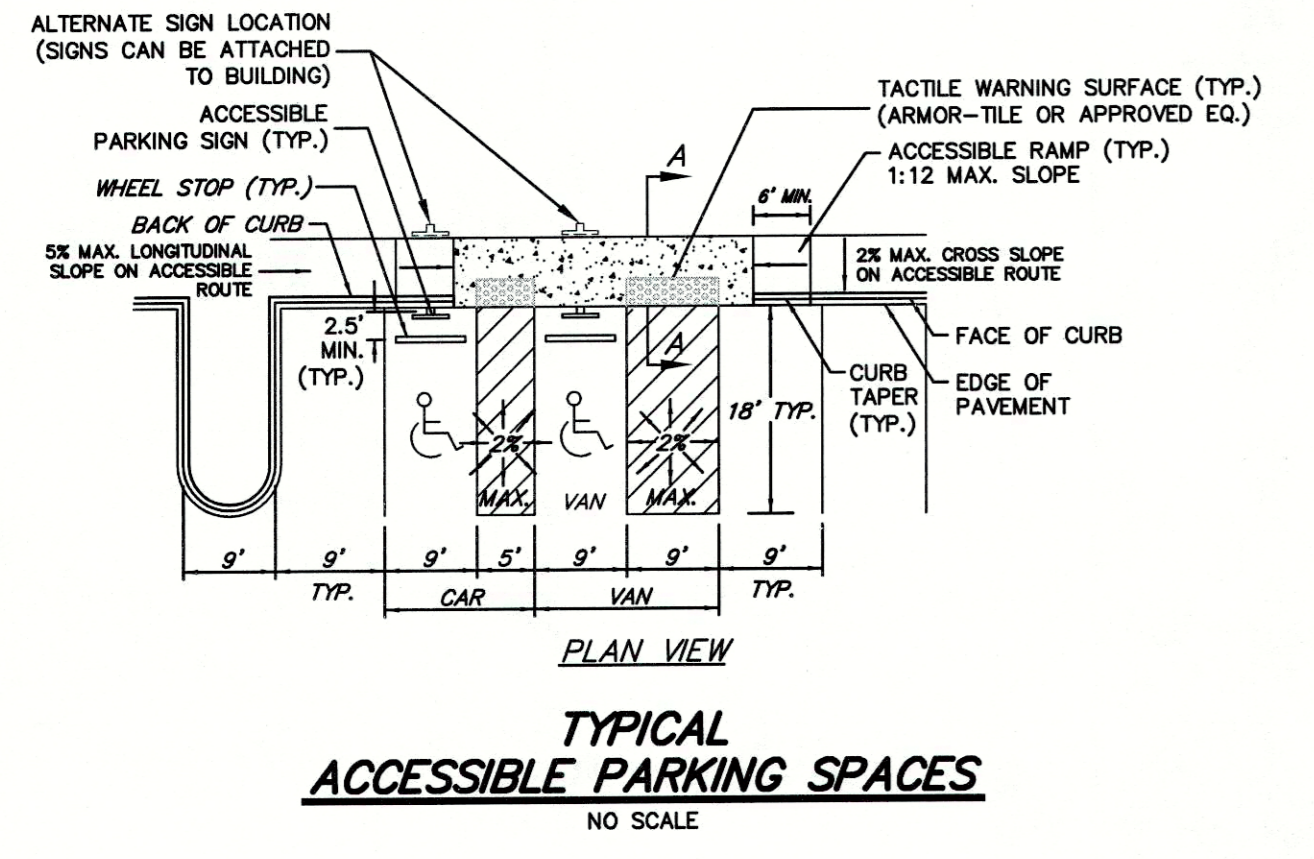 ALTERNATE SIGN LOCATION
(SIGNS CAN BE ATTACHED
TO BUILDING)
ACCESSIBLE
PARKING SIGN (TYP.)
WHEEL STOP (TYP.)
BACK OF CURB
5% MAX. LONGITUDINAL
SLOPE ON ACCESSIBLE
ROUTE
TACTILE WARNING SURFACE (TYP.)
(ARMOR-TILE OR APPROVED EQ.)
A
ACCESSIBLE RAMP (TYP.)
1:12 MAX. SLOPE
6' MIN.
2% MAX. CROSS SLOPE
ON ACCESSIBLE ROUTE
2.5'
MIN.
(TYP.)
A
FACE OF CURB
CURB
TAPER
(TYP.)
EDGE OF
PAVEMENT
18' TYP.
2%
MAX.
VAN
2%
MAX.
9'
9'
TYP.
9'
5'
9'
9'
9'
TYP.
CAR
VAN
PLAN VIEW
TYPICAL
ACCESSIBLE PARKING SPACES
NO SCALE